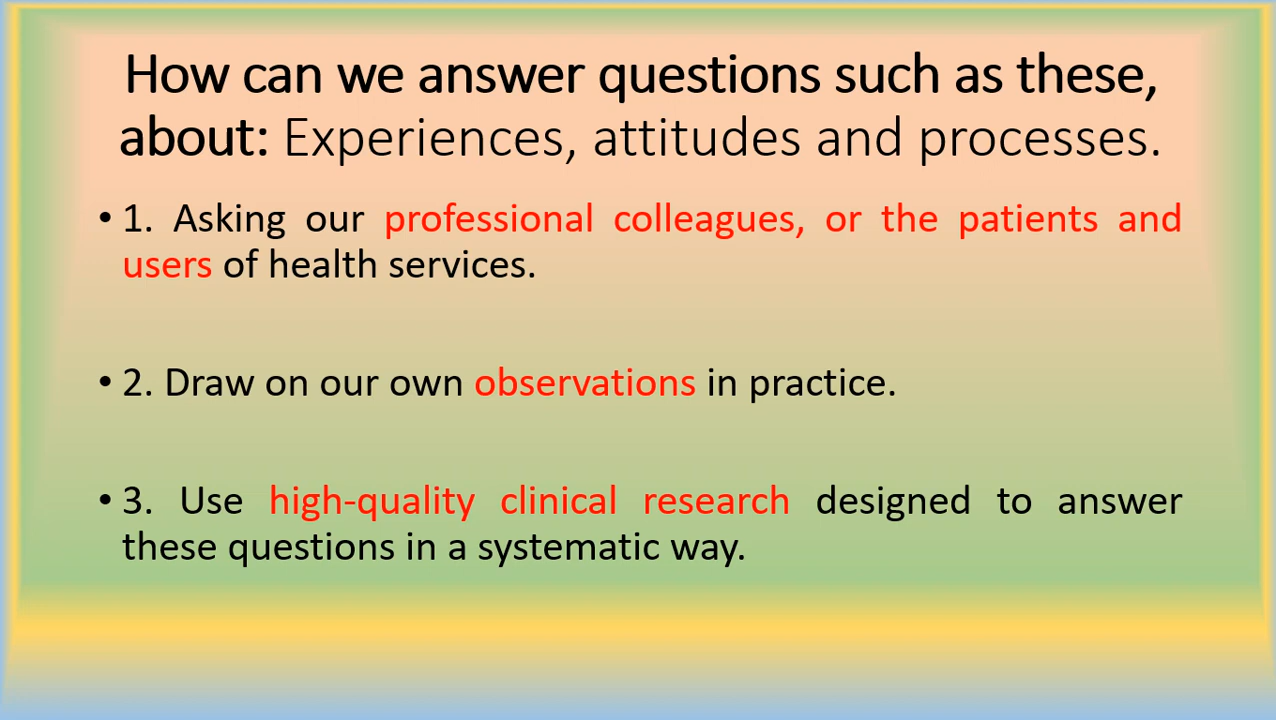 How can we answer questions such as these,
about: Experiences, attitudes and processes.
• 1. Asking our professional colleagues, or the patients and
users of health services.
• 2. Draw on our own observations in practice.
• 3. Use high-quality clinical research designed to answer
these questions in a systematic way.